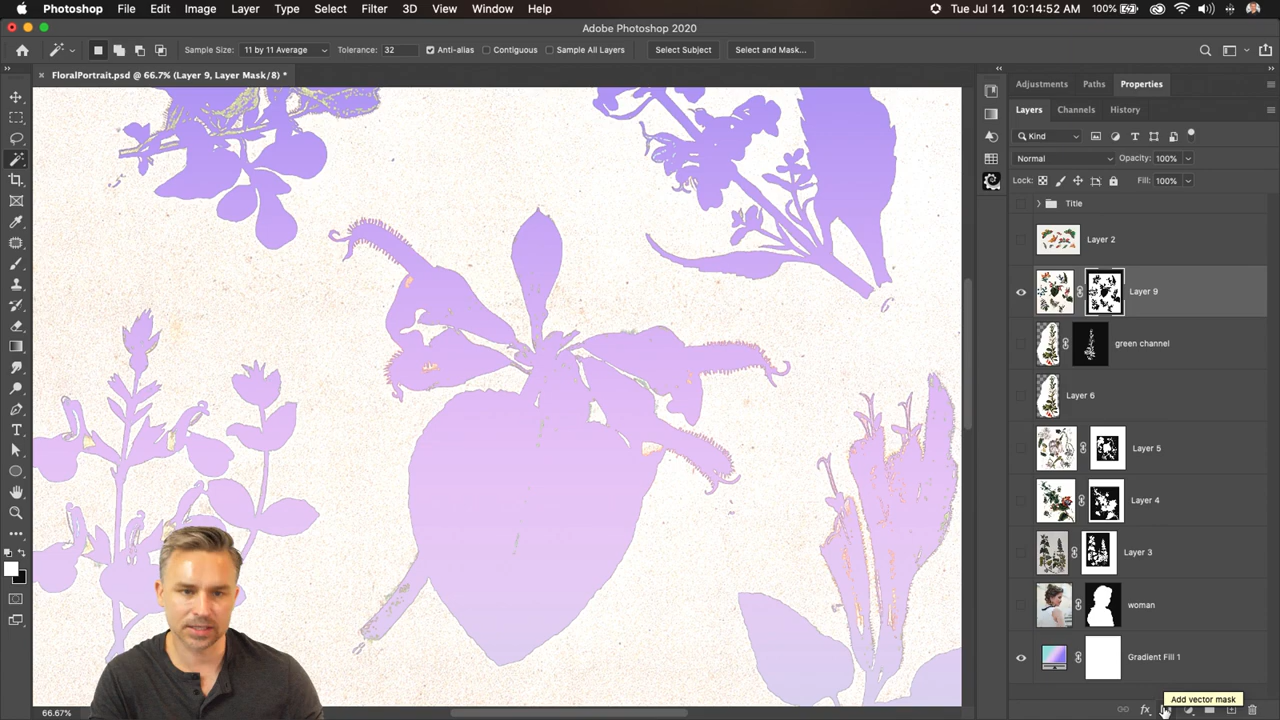 Photoshop File Edit Image Layer Type Select Filter 3D View Window Help 100% Tue Jul 14 10:14:52 AM
Adobe Photoshop 2020
Sample Size: 11 by 11 Average Tolerance: 32 Anti-alias Contiguous Sample All Layers Select Subject Select and Mask...
FloralPortrait.psd @ 66.7% (Layer 9, Layer Mask/8) *
Adjustments Paths Properties
Layers Channels History
Kind
Normal Opacity: 100%
Lock: Fill: 100%
Title
Layer 2
Layer 9
green channel
Layer 6
Layer 5
Layer 4
Layer 3
woman
Gradient Fill 1
Add vector mask
66.67%